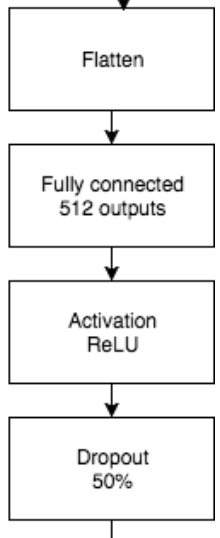 Flatten
Fully connected
512 outputs
Activation
ReLU
Dropout
50%